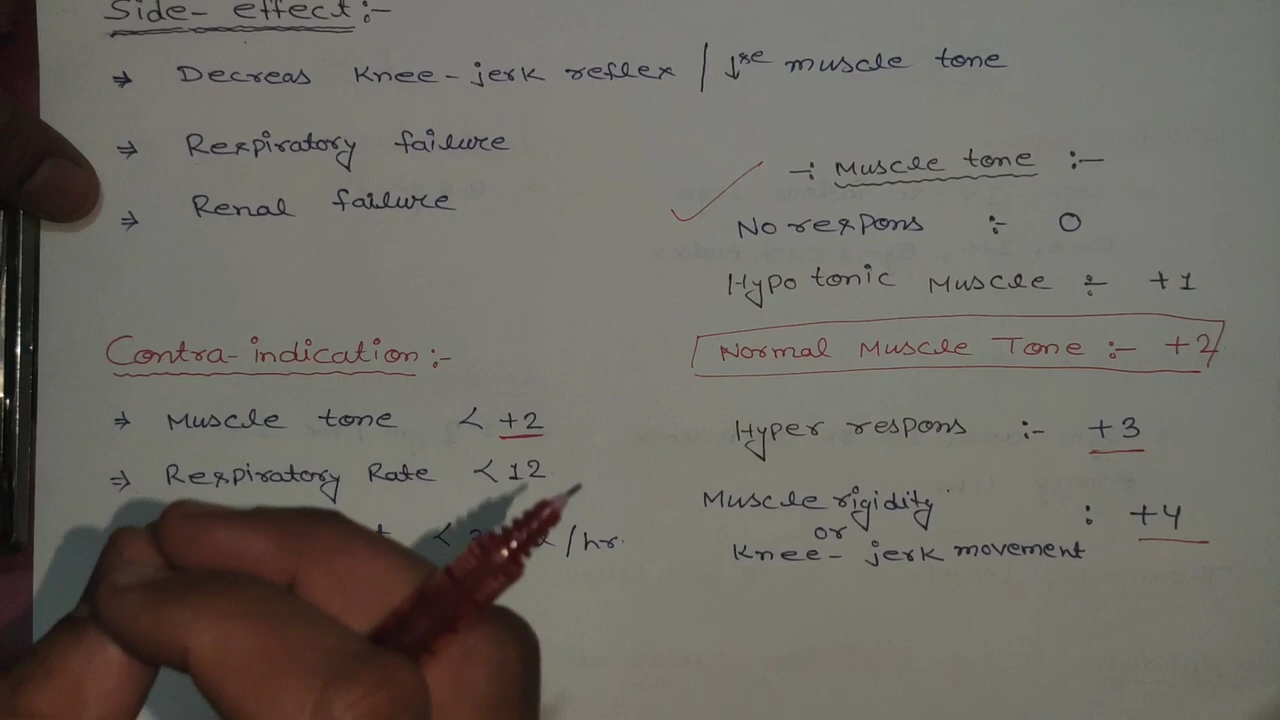 Side- effect:-
⇒ Decreas Knee-jerk reflex / ↓se muscle tone
⇒ Respiratory failure
⇒ Renal failure
Contra-indication:-
⇒ Muscle tone < +2
⇒ Respiratory Rate < 12
< /hr.
-: Muscle tone :-
No respons :- 0
Hypotonic Muscle :- +1
Normal Muscle Tone :- +2
Hyper respons :- +3
Muscle rigidity
or
Knee- jerk movement : +4